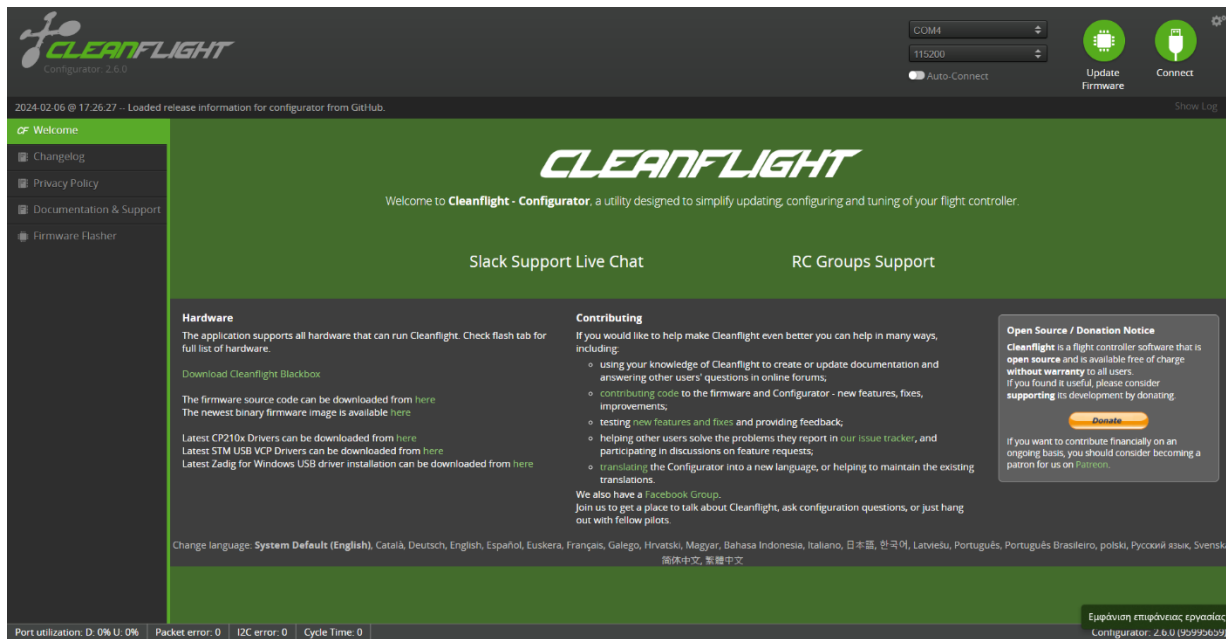 CLEANFLIGHT
Configurator: 2.6.0
COM4
115200
Auto-Connect
Update
Firmware
Connect
2024-02-06 @ 17:26:27 -- Loaded release information for configurator from GitHub.
Show Log
CF Welcome
Changelog
Privacy Policy
Documentation & Support
Firmware Flasher
CLEANFLIGHT
Welcome to Cleanflight - Configurator, a utility designed to simplify updating, configuring and tuning of your flight controller.
Slack Support Live Chat
RC Groups Support
Hardware
The application supports all hardware that can run Cleanflight. Check flash tab for
full list of hardware.
Download Cleanflight Blackbox
The firmware source code can be downloaded from here
The newest binary firmware image is available here
Latest CP210x Drivers can be downloaded from here
Latest STM USB VCP Drivers can be downloaded from here
Latest Zadig for Windows USB driver installation can be downloaded from here
Contributing
If you would like to help make Cleanflight even better you can help in many ways,
including:
using your knowledge of Cleanflight to create or update documentation and
answering other users' questions in online forums;
contributing code to the firmware and Configurator - new features, fixes,
improvements;
testing new features and fixes and providing feedback;
helping other users solve the problems they report in our issue tracker, and
participating in discussions on feature requests;
translating the Configurator into a new language, or helping to maintain the existing
translations.
We also have a Facebook Group.
Join us to get a place to talk about Cleanflight, ask configuration questions, or just hang
out with fellow pilots.
Open Source / Donation Notice
Cleanflight is a flight controller software that is
open source and is available free of charge
without warranty to all users.
If you found it useful, please consider
supporting its development by donating.
Donate
If you want to contribute financially on an
ongoing basis, you should consider becoming a
patron for us on Patreon.
Change language: System Default (English), Català, Deutsch, English, Español, Euskera, Français, Galego, Hrvatski, Magyar, Bahasa Indonesia, Italiano, 日本語, 한국어, Latviešu, Português, Português Brasileiro, polski, Русский язык, Svenska
简体中文, 繁體中文
Εμφάνιση επιφάνειας εργασίας
Port utilization: D: 0% U: 0%
Packet error: 0
I2C error: 0
Cycle Time: 0
Configurator: 2.6.0 (95995659)